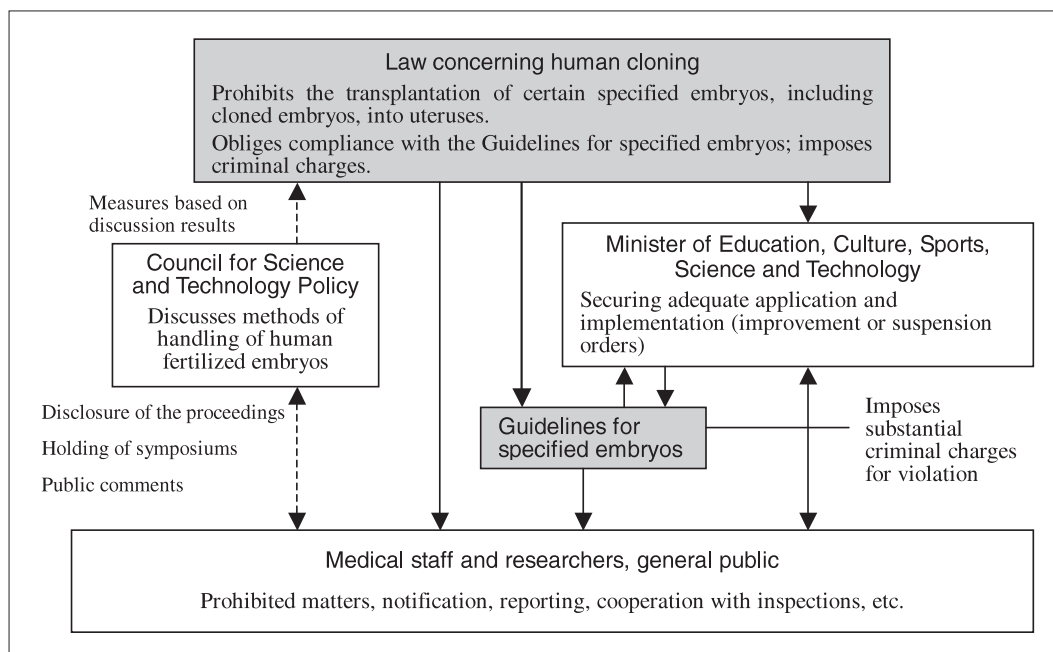 Law concerning human cloning
Prohibits the transplantation of certain specified embryos, including
cloned embryos, into uteruses.
Obliges compliance with the Guidelines for specified embryos; imposes
criminal charges.
Measures based on
discussion results
Council for Science
and Technology Policy
Discusses methods of
handling of human
fertilized embryos
Minister of Education, Culture, Sports,
Science and Technology
Securing adequate application and
implementation (improvement or suspension
orders)
Disclosure of the proceedings
Holding of symposiums
Public comments
Guidelines for
specified embryos
Imposes
substantial
criminal charges
for violation
Medical staff and researchers, general public
Prohibited matters, notification, reporting, cooperation with inspections, etc.